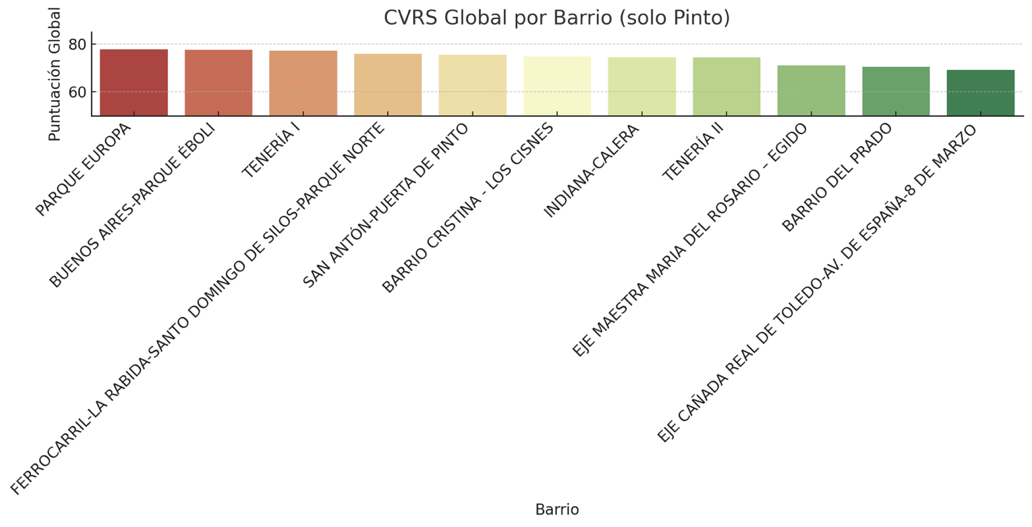 CVRS Global por Barrio (solo Pinto)
Puntuación Global
80
60
PARQUE EUROPA
BUENOS AIRES-PARQUE ÉBOLI
TENERÍA I
FERROCARRIL-LA RABIDA-SANTO DOMINGO DE SILOS-PARQUE NORTE
SAN ANTÓN-PUERTA DE PINTO
BARRIO CRISTINA - LOS CISNES
INDIANA-CALERA
TENERÍA II
EJE MAESTRA MARIA DEL ROSARIO – EGIDO
BARRIO DEL PRADO
EJE CAÑADA REAL DE TOLEDO-AV. DE ESPAÑA-8 DE MARZO
Barrio